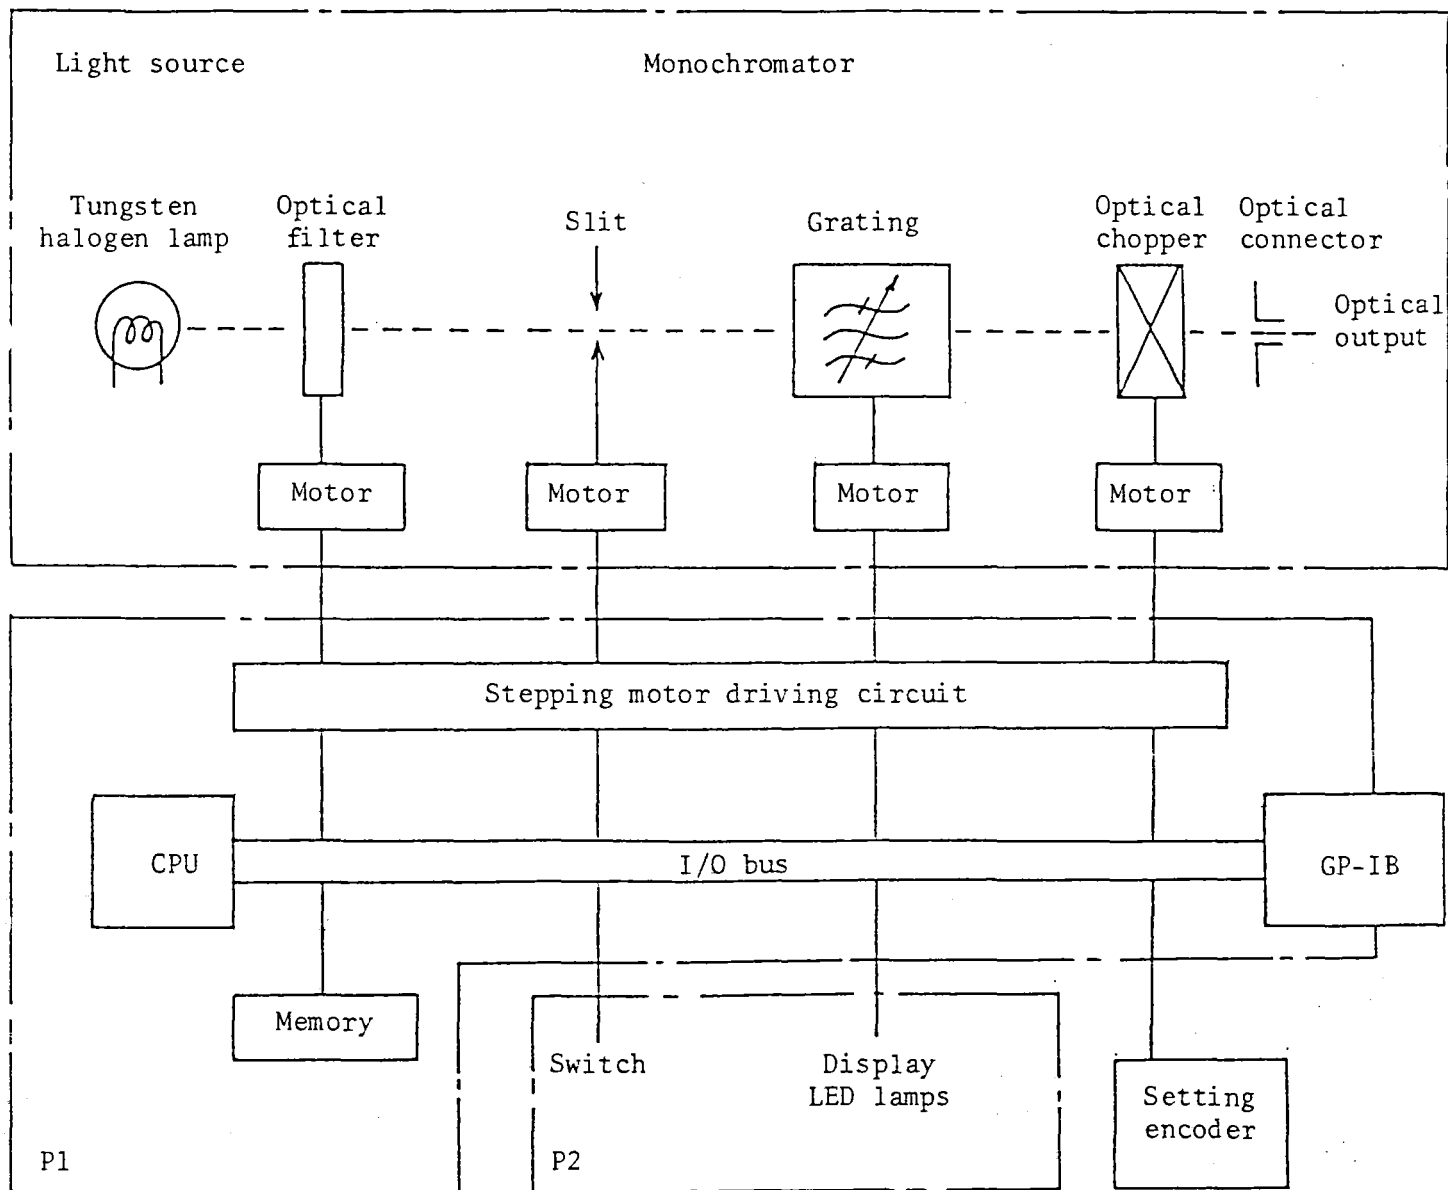 Light source
Monochromator
Tungsten
halogen lamp
Optical
filter
Slit
Grating
Optical
chopper
Optical
connector
Optical
output
Motor
Motor
Motor
Motor
Stepping motor driving circuit
CPU
I/O bus
GP-IB
Memory
Switch
Display
LED lamps
Setting
encoder
P1
P2